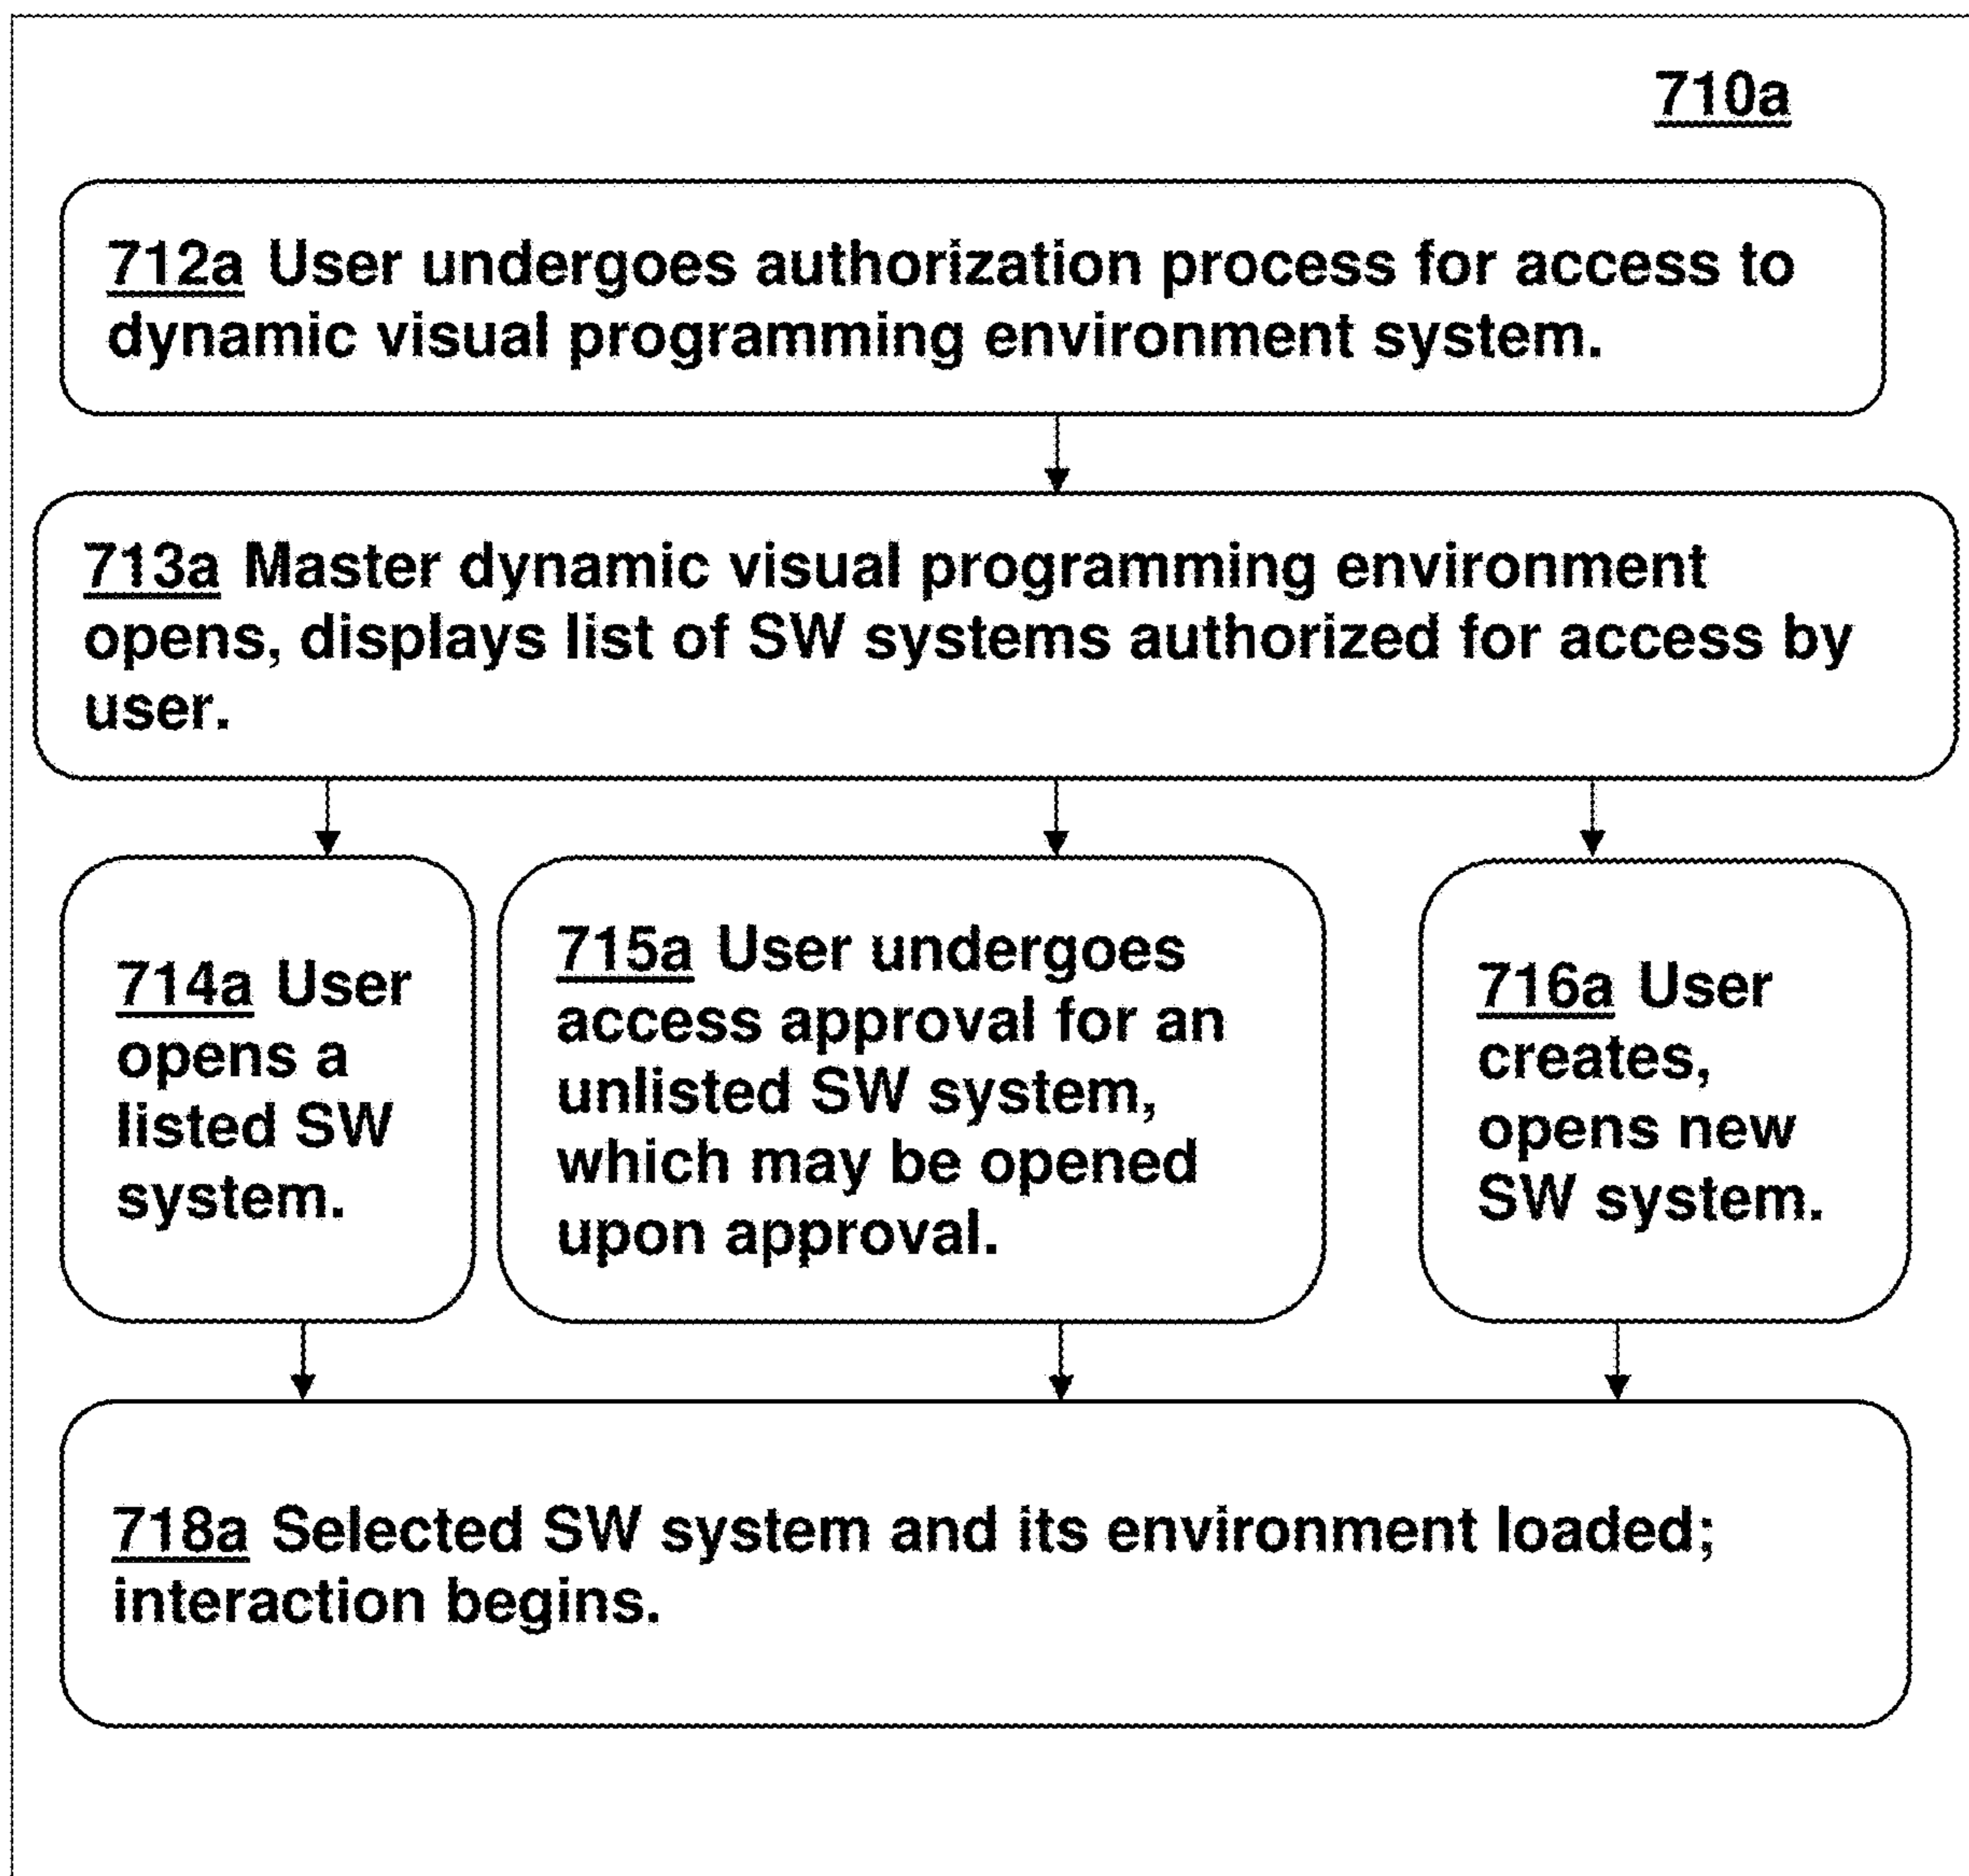 710a
712a User undergoes authorization process for access to
dynamic visual programming environment system.
713a Master dynamic visual programming environment
opens, displays list of SW systems authorized for access by
user.
714a User
opens a
listed SW
system.
715a User undergoes
access approval for an
unlisted SW system,
which may be opened
upon approval.
716a User
creates,
opens new
SW system.
718a Selected SW system and its environment loaded;
interaction begins.